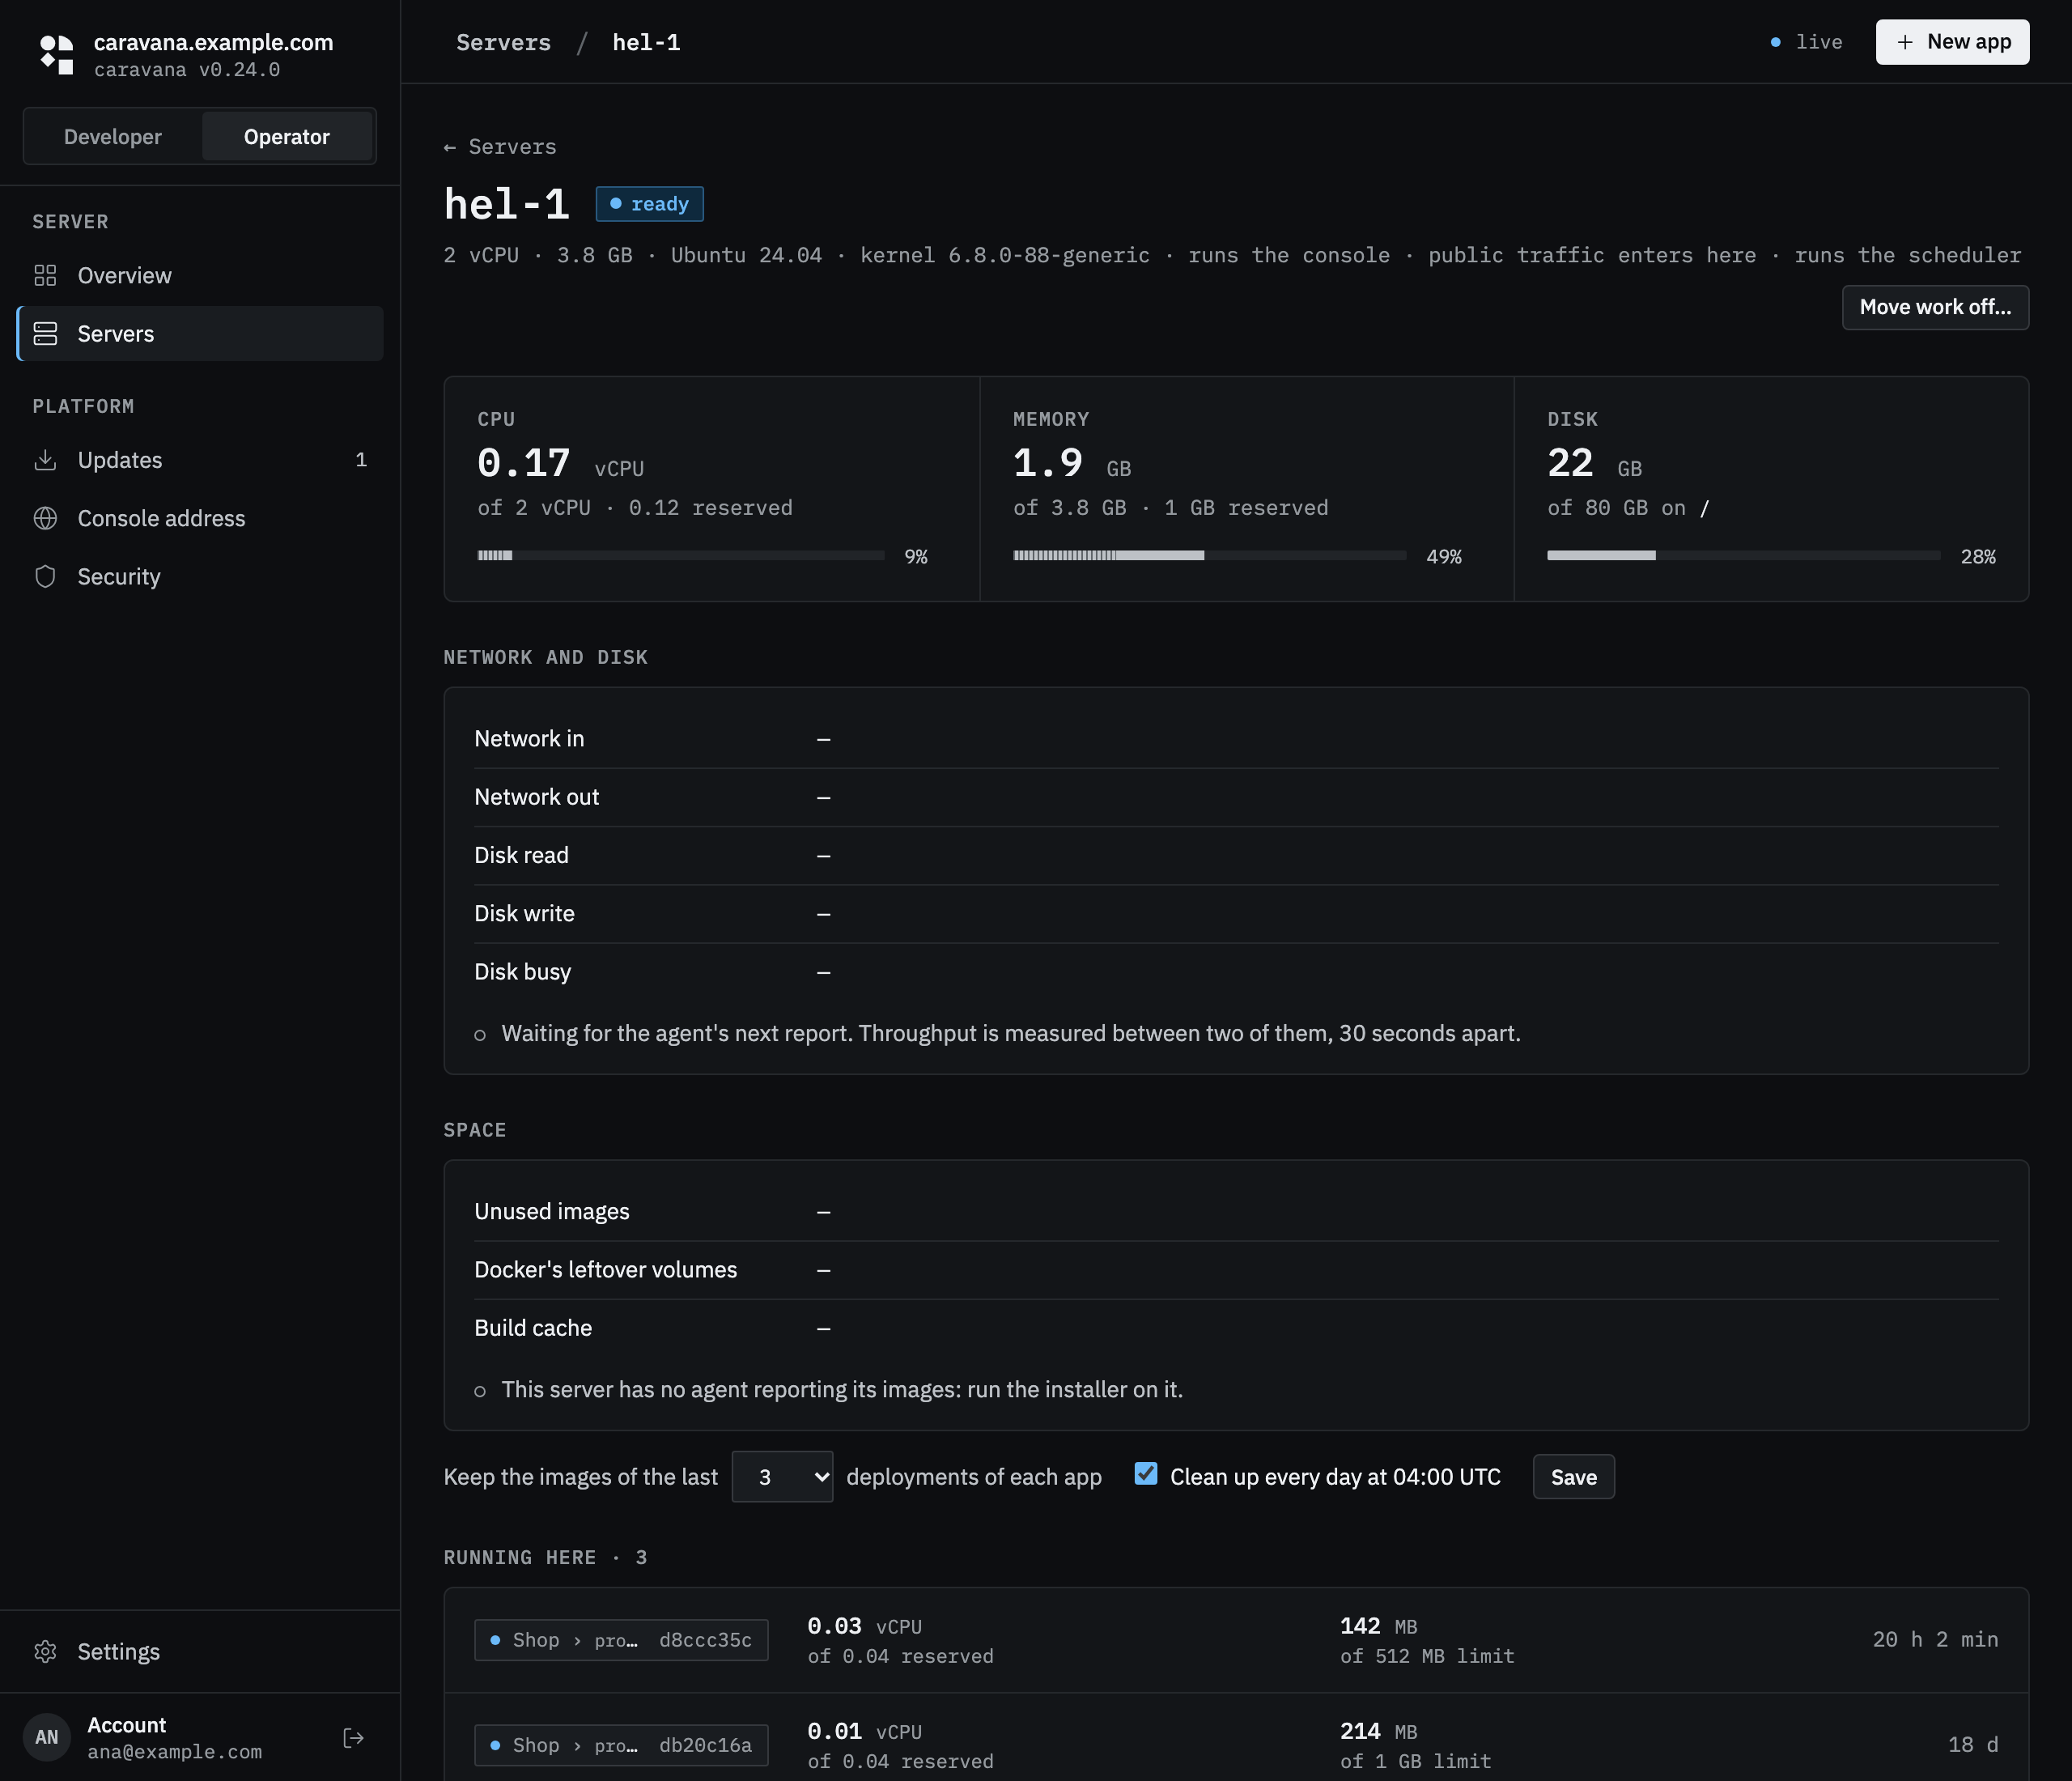 caravana.example.com
caravana v0.24.0
Developer
Operator
SERVER
Overview
Servers
PLATFORM
Updates 1
Console address
Security
Settings
AN
Account
ana@example.com
Servers / hel-1
live
+ New app
← Servers
hel-1
ready
2 vCPU · 3.8 GB · Ubuntu 24.04 · kernel 6.8.0-88-generic · runs the console · public traffic enters here · runs the scheduler
Move work off…
CPU
0.17 vCPU
of 2 vCPU · 0.12 reserved
9%
MEMORY
1.9 GB
of 3.8 GB · 1 GB reserved
49%
DISK
22 GB
of 80 GB on /
28%
NETWORK AND DISK
Network in —
Network out —
Disk read —
Disk write —
Disk busy —
Waiting for the agent's next report. Throughput is measured between two of them, 30 seconds apart.
SPACE
Unused images —
Docker's leftover volumes —
Build cache —
This server has no agent reporting its images: run the installer on it.
Keep the images of the last 3 deployments of each app Clean up every day at 04:00 UTC Save
RUNNING HERE · 3
Shop › pro… d8ccc35c
0.03 vCPU
of 0.04 reserved
142 MB
of 512 MB limit
20 h 2 min
Shop › pro… db20c16a
0.01 vCPU
of 0.04 reserved
214 MB
of 1 GB limit
18 d